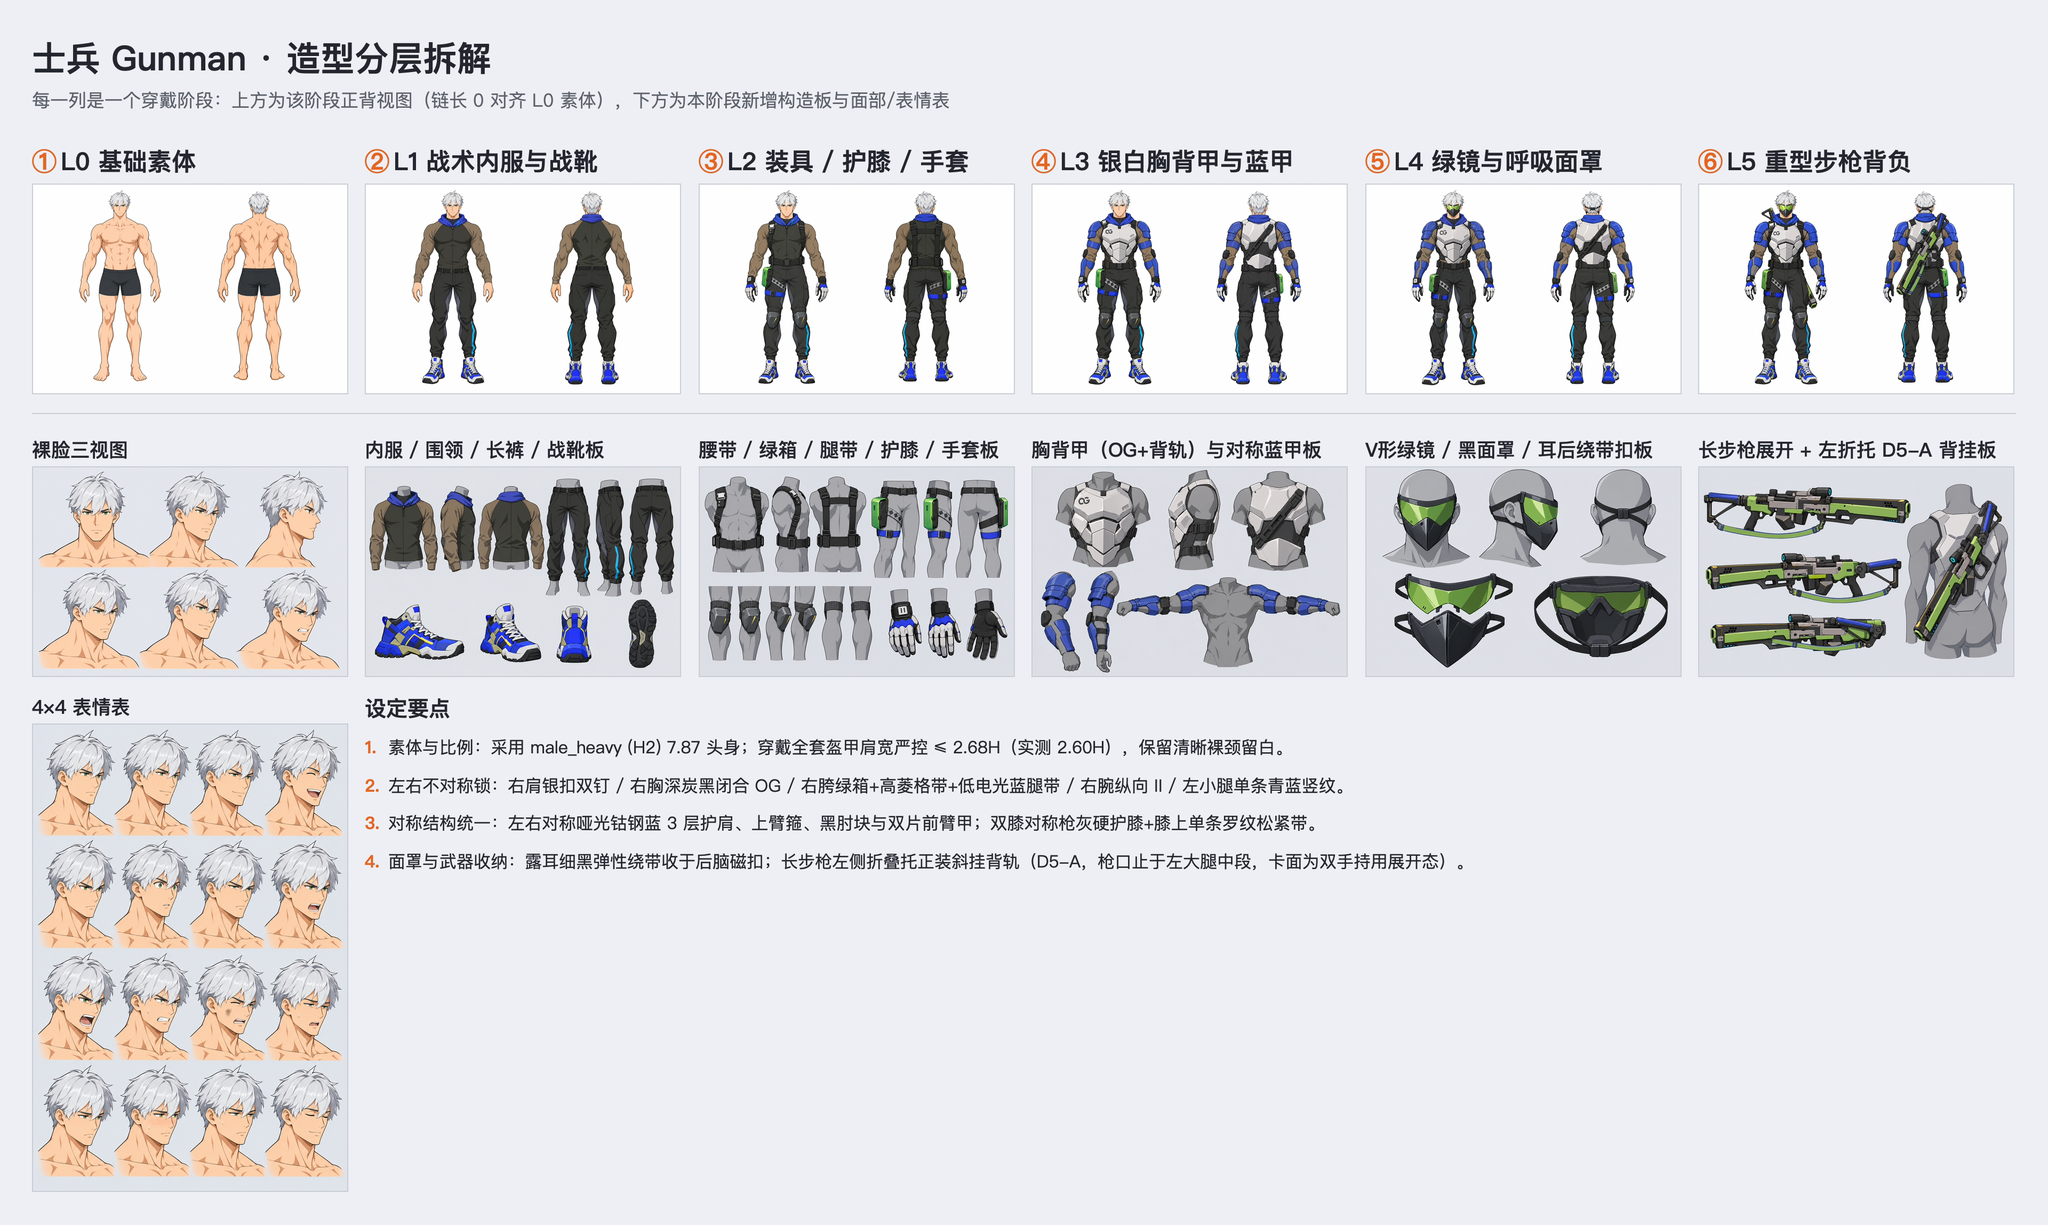 士兵 Gunman · 造型分层拆解
每一列是一个穿戴阶段：上方为该阶段正背视图（链长 0 对齐 L0 素体），下方为本阶段新增构造板与面部/表情表
① L0 基础素体
② L1 战术内服与战靴
③ L2 装具 / 护膝 / 手套
④ L3 银白胸背甲与蓝甲
⑤ L4 绿镜与呼吸面罩
⑥ L5 重型步枪背负
裸脸三视图
内服 / 围领 / 长裤 / 战靴板
腰带 / 绿箱 / 腿带 / 护膝 / 手套板
胸背甲（OG+背轨）与对称蓝甲板
V形绿镜 / 黑面罩 / 耳后绕带扣板
长步枪展开 + 左折托 D5-A 背挂板
OG
4×4 表情表
设定要点
1. 素体与比例：采用 male_heavy (H2) 7.87 头身；穿戴全套盔甲肩宽严控 ≤ 2.68H（实测 2.60H），保留清晰裸颈留白。
2. 左右不对称锁：右肩银扣双钉 / 右胸深炭黑闭合 OG / 右胯绿箱+高菱格带+低电光蓝腿带 / 右腕纵向 II / 左小腿单条青蓝竖纹。
3. 对称结构统一：左右对称哑光钴钢蓝 3 层护肩、上臂箍、黑肘块与双片前臂甲；双膝对称枪灰硬护膝+膝上单条罗纹松紧带。
4. 面罩与武器收纳：露耳细黑弹性绕带收于后脑磁扣；长步枪左侧折叠托正装斜挂背轨（D5-A，枪口止于左大腿中段，卡面为双手持用展开态）。